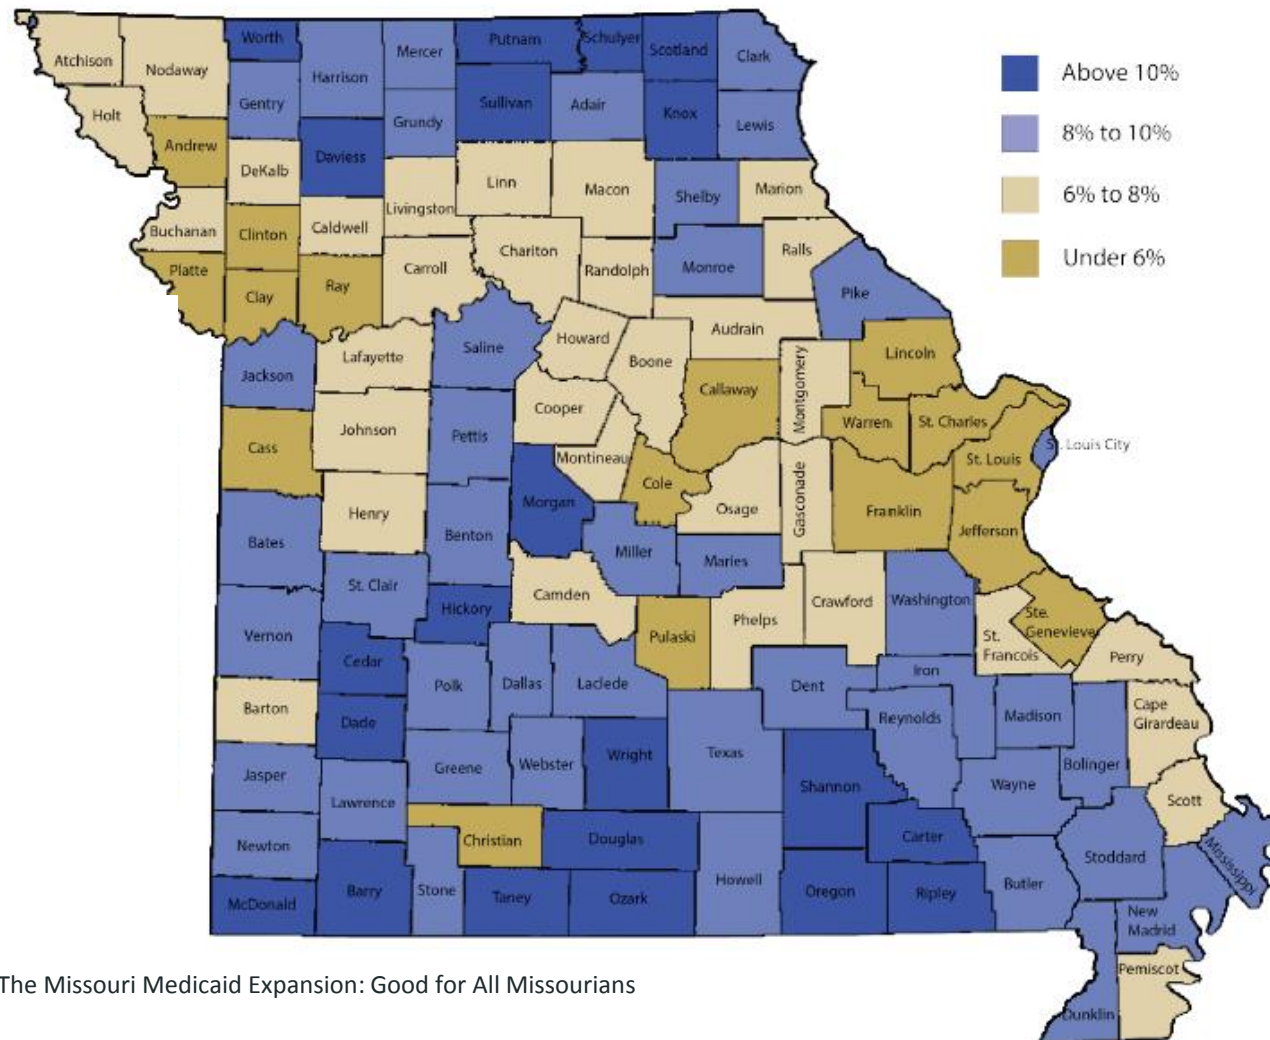 Atchison
Nodaway
Worth
Harrison
Mercer
Putnam
Schulyer
Scotland
Clark
Above 10%
Holt
Gentry
Grundy
Sullivan
Adair
Knox
Lewis
8% to 10%
Andrew
DeKalb
Daviess
Livingston
Linn
Macon
Shelby
Marion
6% to 8%
Buchanan
Clinton
Caldwell
Chariton
Randolph
Monroe
Ralls
Under 6%
Platte
Clay
Ray
Carroll
Pike
Jackson
Lafayette
Saline
Howard
Boone
Audrain
Montgomery
Lincoln
Cass
Johnson
Pettis
Cooper
Callaway
Warren
St. Charles
St. Louis City
Montineau
Cole
St. Louis
Bates
Henry
Benton
Morgan
Miller
Osage
Gasconade
Franklin
Jefferson
Maries
Vernon
St. Clair
Hickory
Camden
Pulaski
Phelps
Crawford
Washington
St.
Francois
Ste.
Genevieve
Perry
Barton
Cedar
Polk
Dallas
Laclede
Dent
Iron
Reynolds
Madison
Cape
Girardeau
Jasper
Dade
Greene
Webster
Wright
Texas
Shannon
Wayne
Bollinger
Scott
Newton
Lawrence
Christian
Douglas
Carter
Stoddard
Mississippi
McDonald
Barry
Stone
Taney
Ozark
Howell
Oregon
Ripley
Butler
New
Madrid
Pemiscot
Dunklin
The Missouri Medicaid Expansion: Good for All Missourians